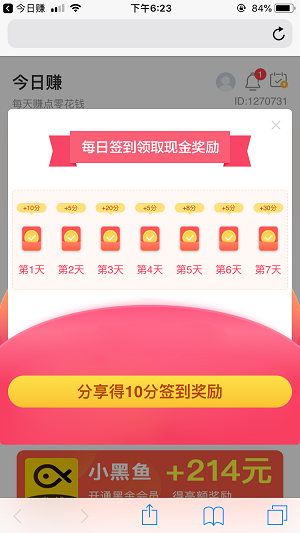 今日赚
下午6:23
84%
今日赚
1
每天赚点零花钱
ID:1270731
每日签到领取现金奖励
+10分 +5分 +20分 +5分 +8分 +5分 +30分
第1天 第2天 第3天 第4天 第5天 第6天 第7天
分享得10分签到奖励
小黑鱼
+214元
开通黑金会员
得高额奖励